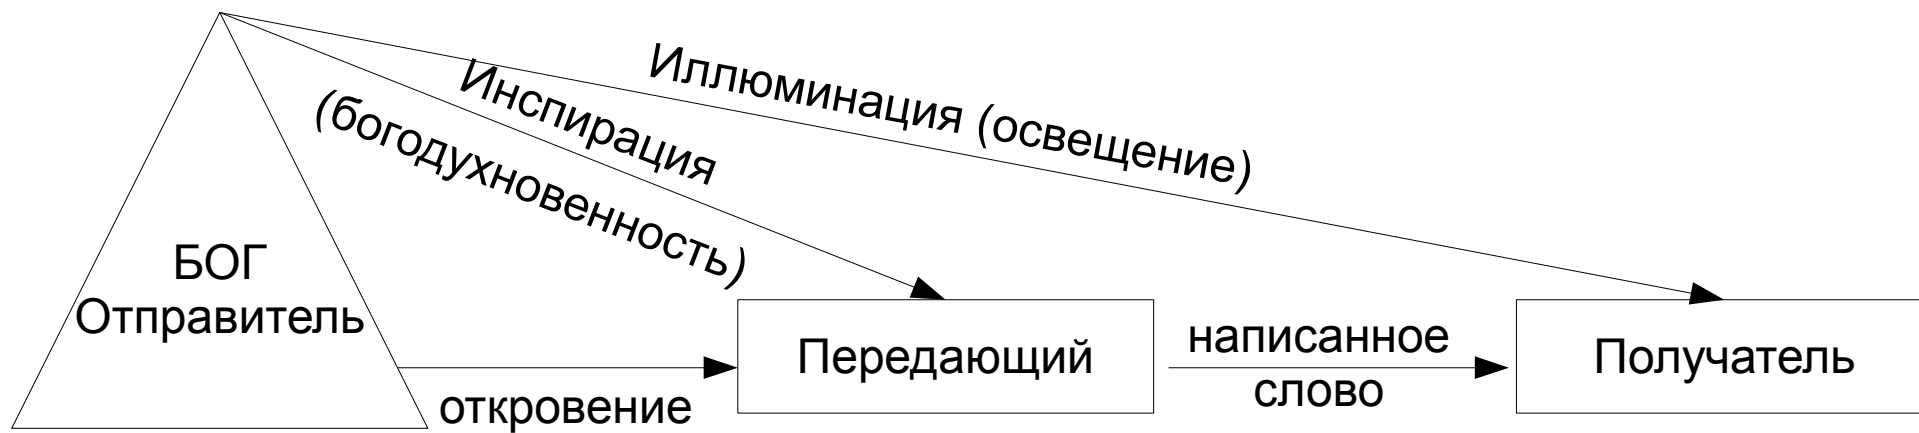 Иллюминация (освещение)
Инспирация
(богодухновенность)
БОГ
Отправитель
откровение
Передающий
написанное
слово
Получатель